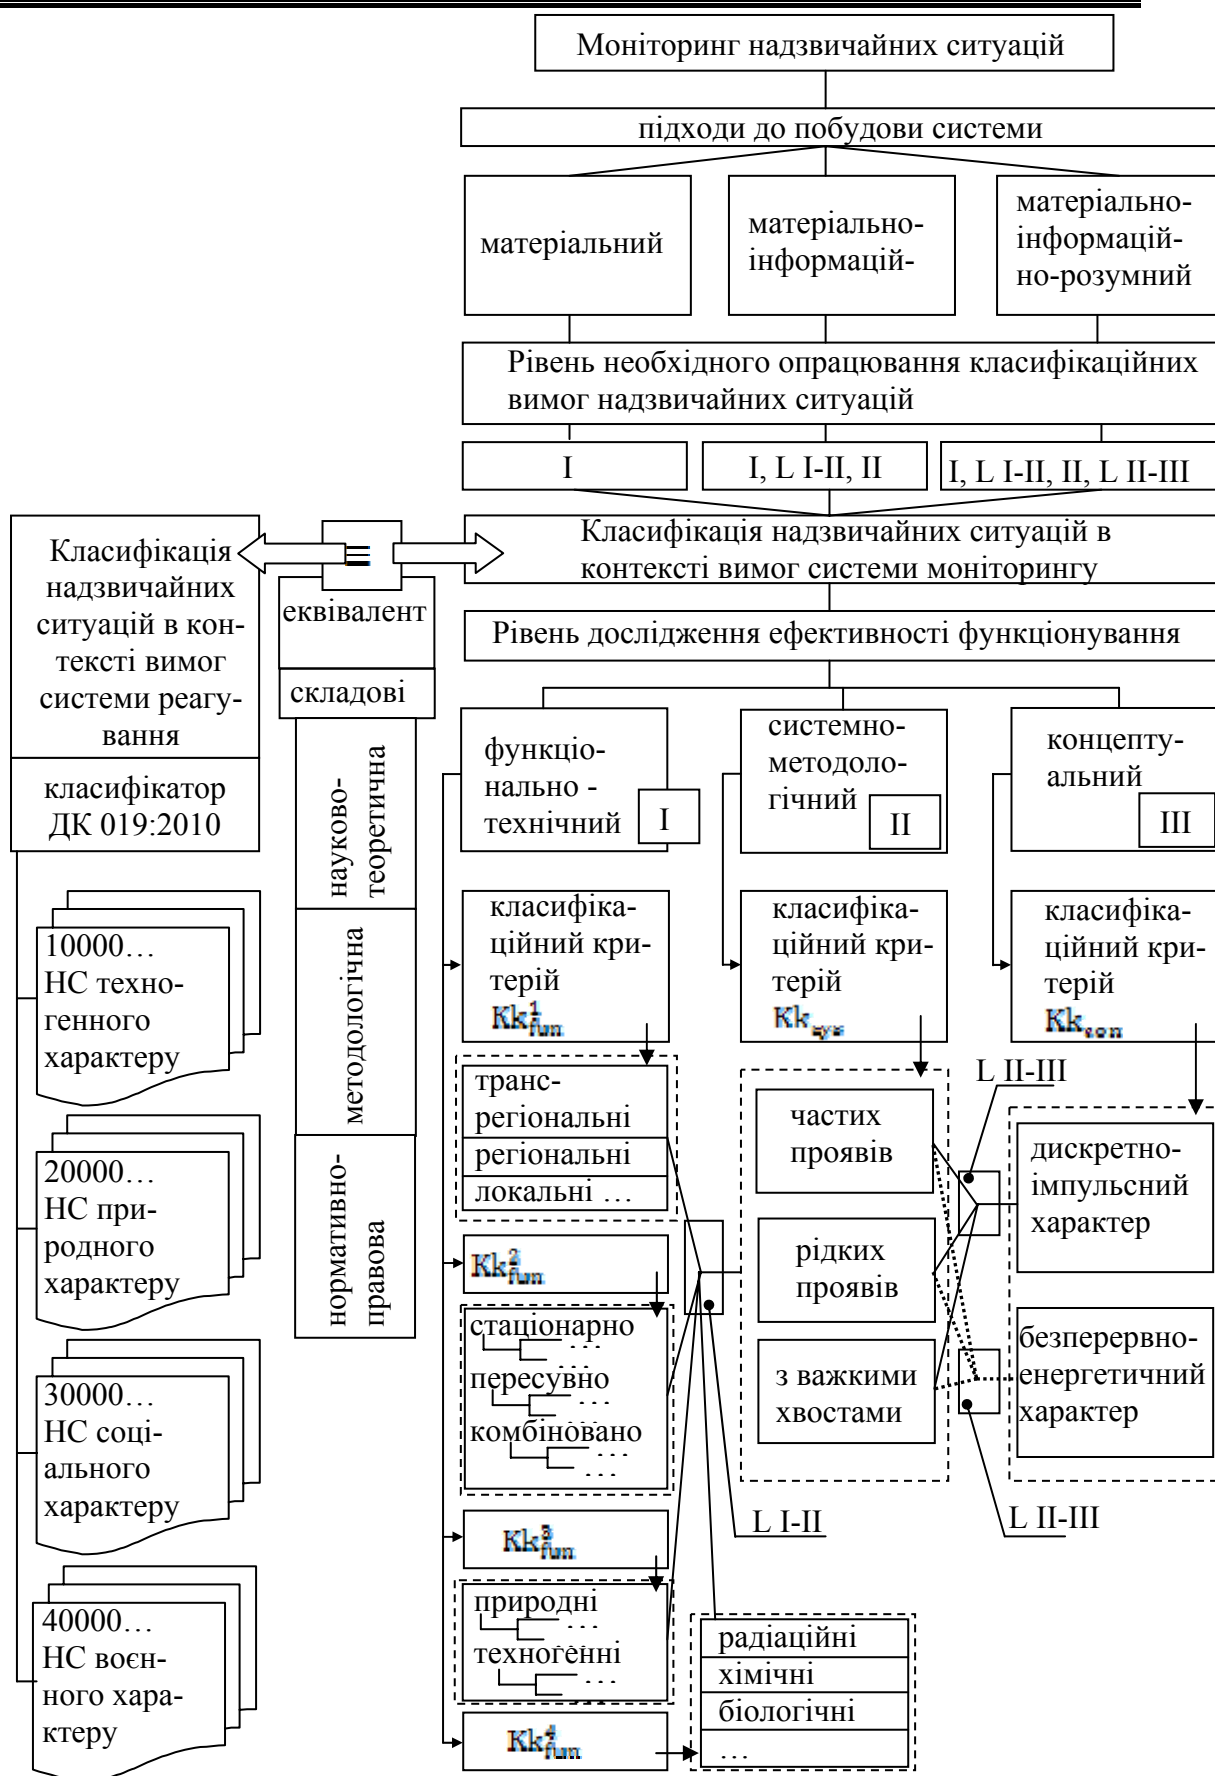 Моніторинг надзвичайних ситуацій
підходи до побудови системи
матеріальний
матеріально-
інформацій-
матеріально-
інформацій-
но-розумний
Рівень необхідного опрацювання класифікаційних
вимог надзвичайних ситуацій
I
I, L I-II, II
I, L I-II, II, L II-III
Класифікація
надзвичайних
ситуацій в кон-
тексті вимог
системи реагу-
вання
класифікатор
ДК 019:2010
≡
еквівалент
складові
науково-
теоретична
методологічна
нормативно-
правова
Класифікація надзвичайних ситуацій в
контексті вимог системи моніторингу
Рівень дослідження ефективності функціонування
функціо-
нально -
технічний
I
системно-
методоло-
гічний
II
концепту-
альний
III
10000…
НС техно-
генного
характеру
20000…
НС при-
родного
характеру
30000…
НС соці-
ального
характеру
40000…
НС воєн-
ного хара-
ктеру
класифіка-
ційний кри-
терій
Kk¹fun
класифіка-
ційний кри-
терій
Kksys
класифіка-
ційний кри-
терій
Kkcon
транс-
регіональні
регіональні
локальні …
Kk²fun
стаціонарно
…
…
пересувно
…
…
комбіновано
…
…
Kk³fun
природні
…
…
техногенні
…
…
Kk⁴fun
радіаційні
хімічні
біологічні
…
L I-II
частих
проявів
рідких
проявів
з важкими
хвостами
L II-III
дискретно-
імпульсний
характер
безперервно-
енергетичний
характер
L II-III